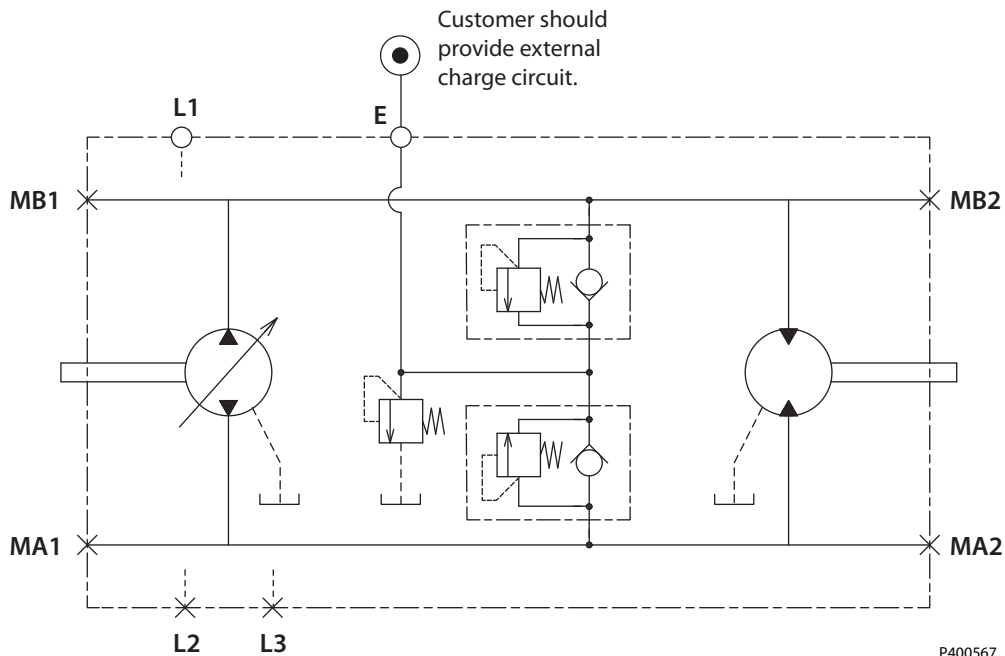 Customer should
provide external
charge circuit.
L1
E
MB1
MB2
MA1
MA2
L2
L3
P400567